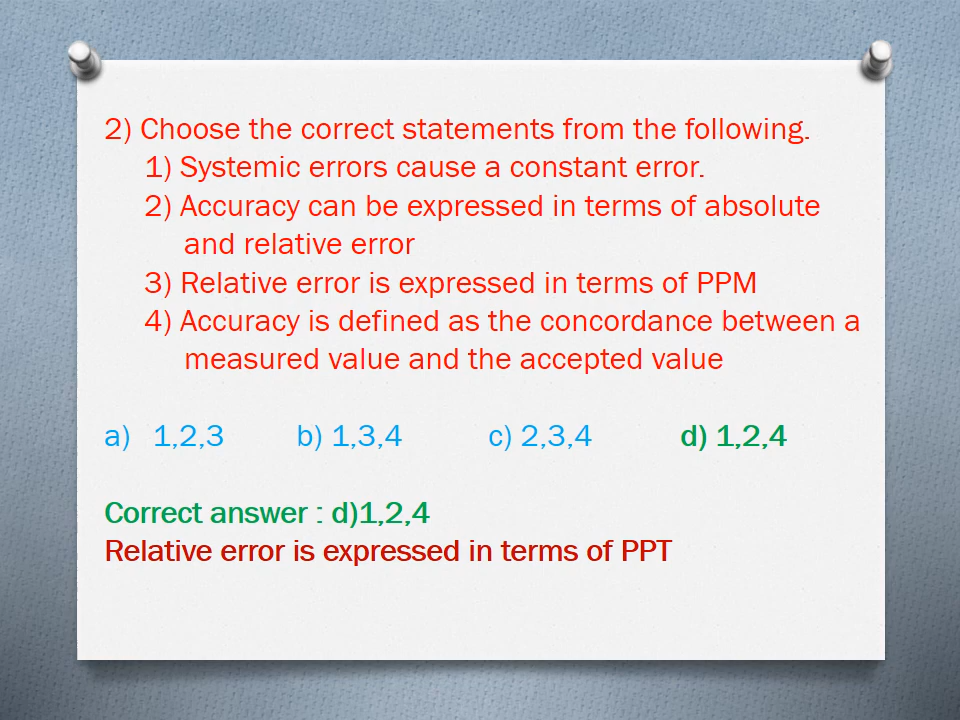 2) Choose the correct statements from the following.
1) Systemic errors cause a constant error.
2) Accuracy can be expressed in terms of absolute
and relative error
3) Relative error is expressed in terms of PPM
4) Accuracy is defined as the concordance between a
measured value and the accepted value
a) 1,2,3 b) 1,3,4 c) 2,3,4 d) 1,2,4
Correct answer : d)1,2,4
Relative error is expressed in terms of PPT